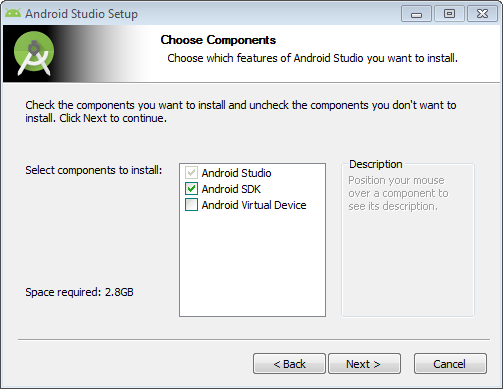 Android Studio Setup
Choose Components
Choose which features of Android Studio you want to install.
Check the components you want to install and uncheck the components you don't want to
install. Click Next to continue.
Select components to install:
Android Studio
Android SDK
Android Virtual Device
Description
Position your mouse
over a component to
see its description.
Space required: 2.8GB
< Back
Next >
Cancel